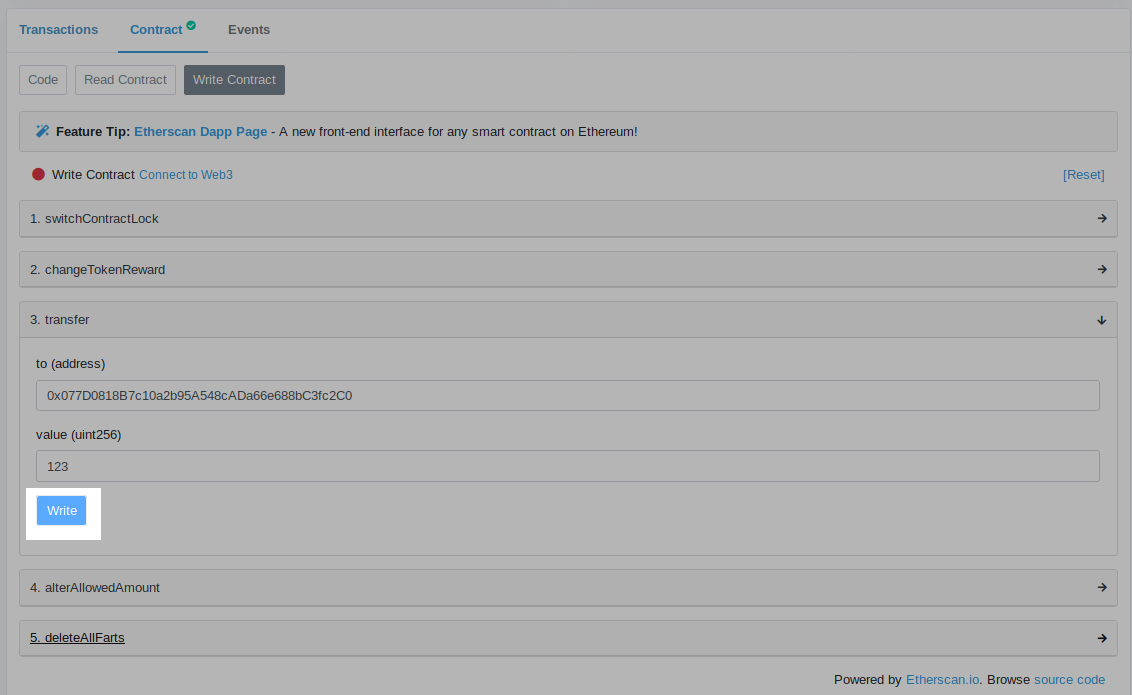 Transactions Contract Events
Code Read Contract Write Contract
Feature Tip: Etherscan Dapp Page - A new front-end interface for any smart contract on Ethereum!
Write Contract Connect to Web3 [Reset]
1. switchContractLock
2. changeTokenReward
3. transfer
to (address)
0x077D0818B7c10a2b95A548cADa66e688bC3fc2C0
value (uint256)
123
Write
4. alterAllowedAmount
5. deleteAllFarts
Powered by Etherscan.io. Browse source code